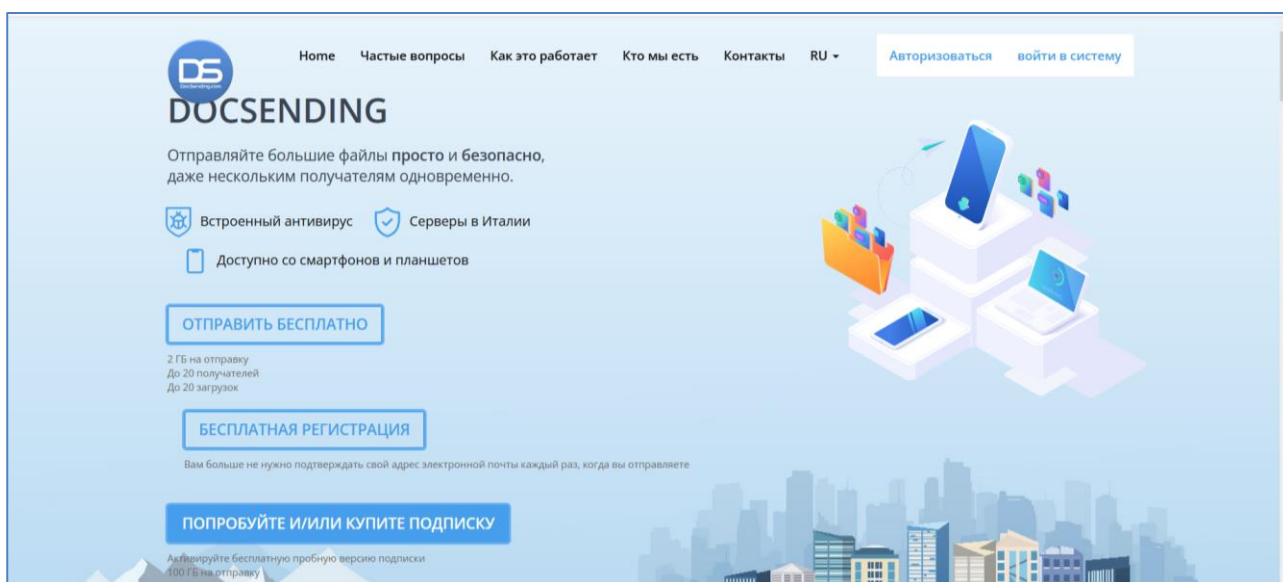 DS
DocSending.com
Home Частые вопросы Как это работает Кто мы есть Контакты RU Авторизоваться войти в систему
DOCSENDING
Отправляйте большие файлы просто и безопасно,
даже нескольким получателям одновременно.
Встроенный антивирус Серверы в Италии
Доступно со смартфонов и планшетов
ОТПРАВИТЬ БЕСПЛАТНО
2 ГБ на отправку
До 20 получателей
До 20 загрузок
БЕСПЛАТНАЯ РЕГИСТРАЦИЯ
Вам больше не нужно подтверждать свой адрес электронной почты каждый раз, когда вы отправляете
ПОПРОБУЙТЕ И/ИЛИ КУПИТЕ ПОДПИСКУ
Активируйте бесплатную пробную версию подписки
100 ГБ на отправку